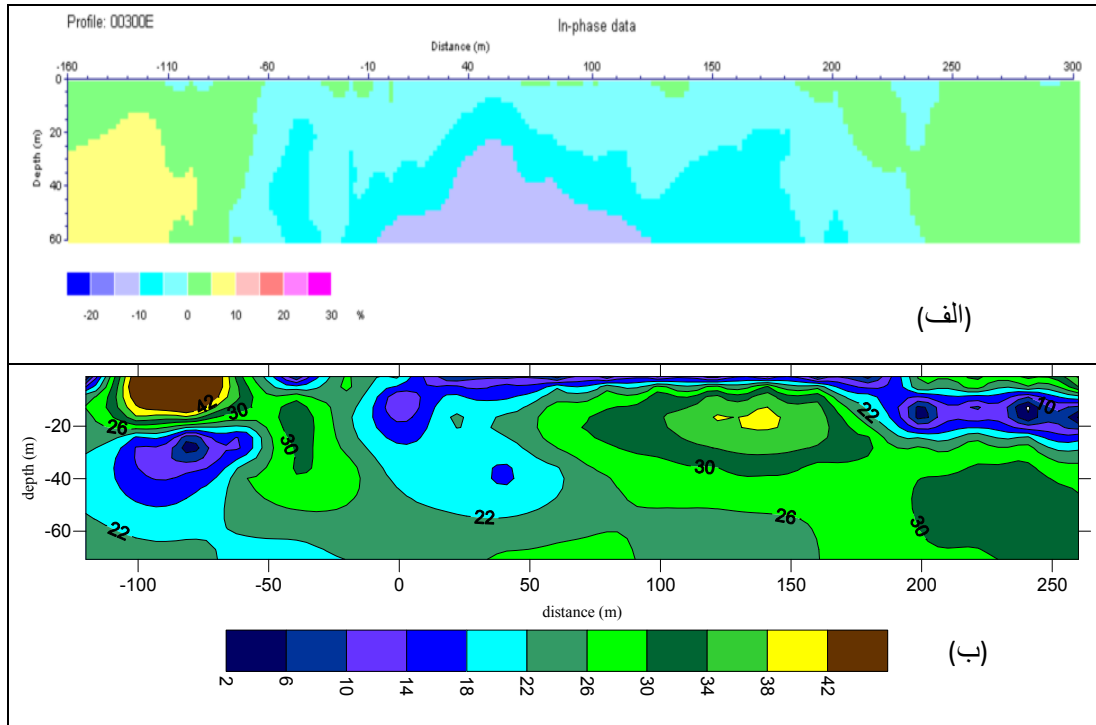 Profile: 00300E
In-phase data
Distance (m)
-160 -110 -60 -10 40 100 150 200 250 300
0
20
40
60
Depth (m)
-20 -10 0 10 20 30 %
(الف)
42
30
26
30
22
30
22
26
22
10
30
0
-20
-40
-60
depth (m)
-100 -50 0 50 100 150 200 250
distance (m)
2 6 10 14 18 22 26 30 34 38 42
(ب)